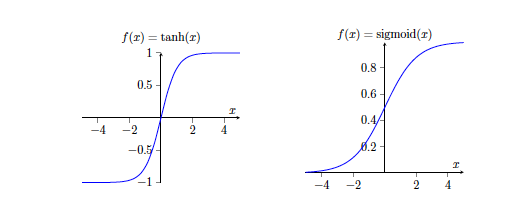 f(x) = tanh(x)
1
0.5
x
−4 −2 2 4
−0.5
−1
f(x) = sigmoid(x)
0.8
0.6
0.4
0.2
x
−4 −2 2 4